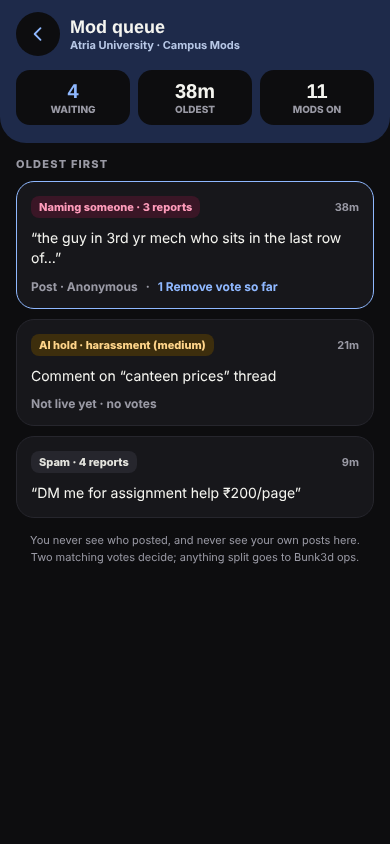 Mod queue
Atria University · Campus Mods
4
WAITING
38m
OLDEST
11
MODS ON
OLDEST FIRST
Naming someone · 3 reports
38m
“the guy in 3rd yr mech who sits in the last row
of...”
Post · Anonymous · 1 Remove vote so far
AI hold · harassment (medium)
21m
Comment on “canteen prices” thread
Not live yet · no votes
Spam · 4 reports
9m
“DM me for assignment help ₹200/page”
You never see who posted, and never see your own posts here.
Two matching votes decide; anything split goes to Bunk3d ops.